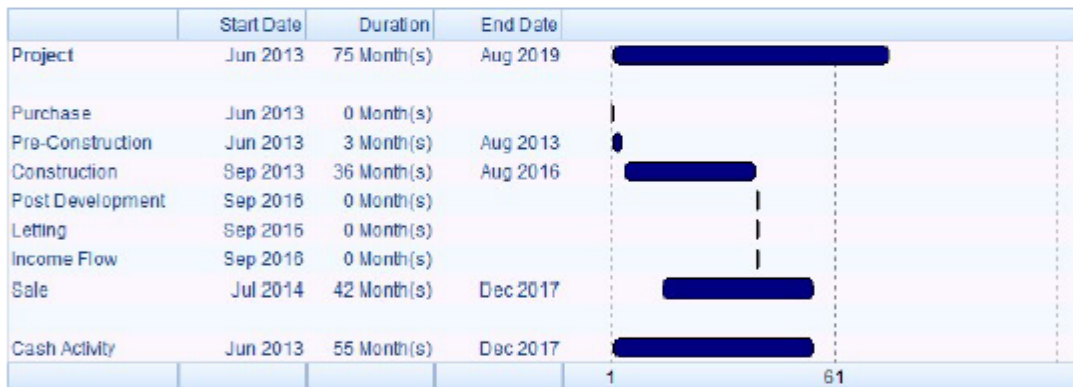 Start Date Duration End Date
Project Jun 2013 75 Month(s) Aug 2019
Purchase Jun 2013 0 Month(s)
Pre-Construction Jun 2013 3 Month(s) Aug 2013
Construction Sep 2013 36 Month(s) Aug 2016
Post Development Sep 2016 0 Month(s)
Letting Sep 2016 0 Month(s)
Income Flow Sep 2016 0 Month(s)
Sale Jul 2014 42 Month(s) Dec 2017
Cash Activity Jun 2013 55 Month(s) Dec 2017
1 61